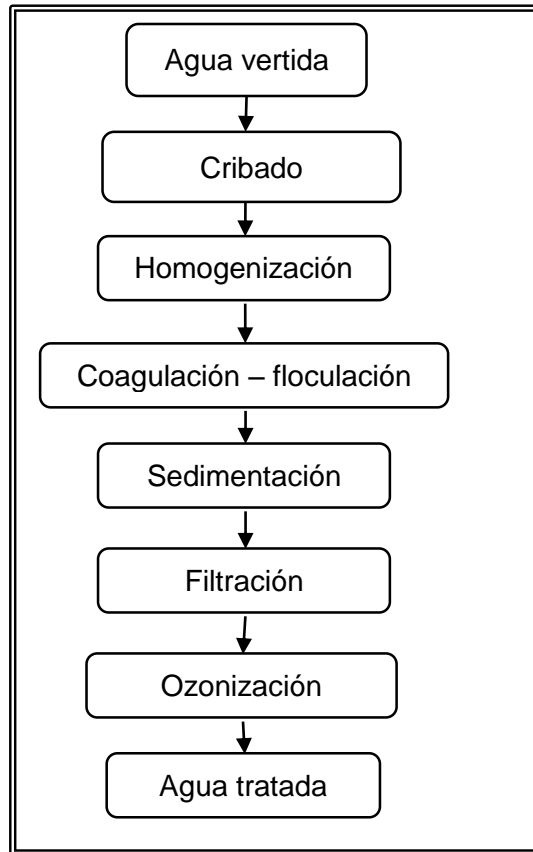 Agua vertida
Cribado
Homogenización
Coagulación – floculación
Sedimentación
Filtración
Ozonización
Agua tratada